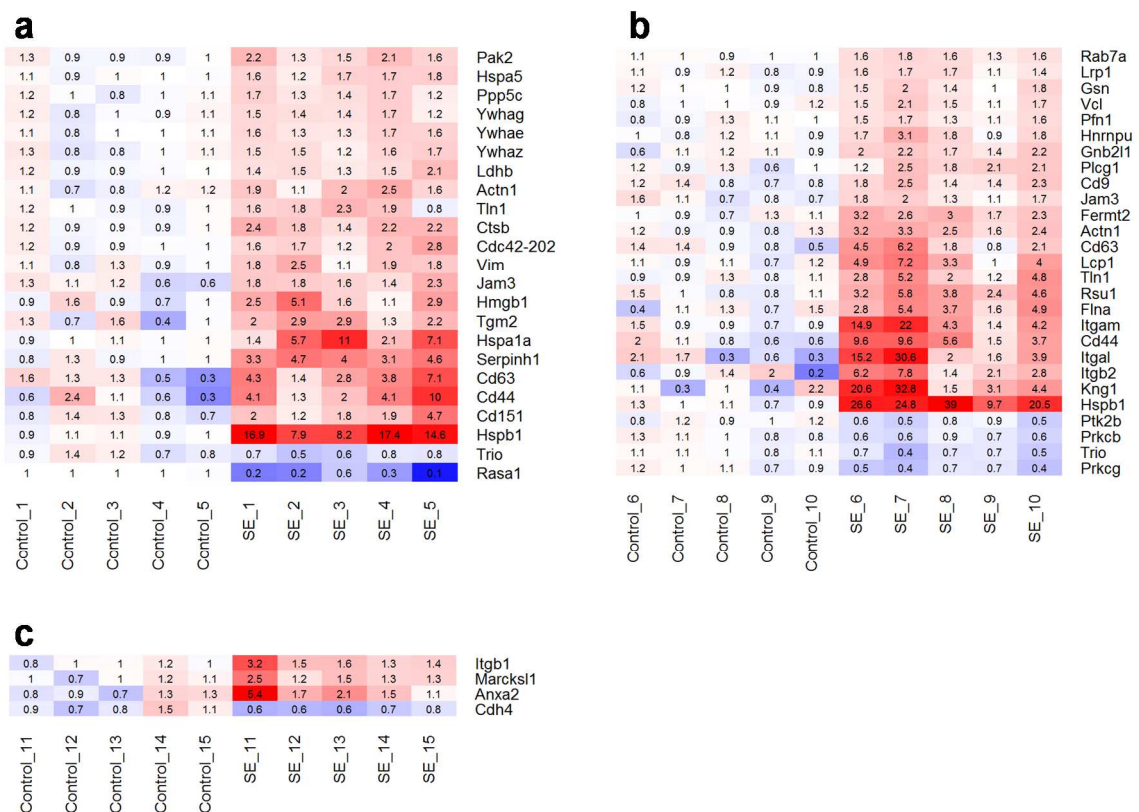 a
1.3 0.9 0.9 0.9 1 2.2 1.3 1.5 2.1 1.6 Pak2
1.1 0.9 1 1 1 1.6 1.2 1.7 1.7 1.8 Hspa5
1.2 1 0.8 1 1.1 1.7 1.3 1.4 1.7 1.2 Ppp5c
1.2 0.8 1 0.9 1.1 1.5 1.4 1.4 1.7 1.2 Ywhag
1.1 0.8 1 1 1.1 1.3 1.3 1.3 1.7 1.6 Ywhae
1.3 0.8 0.8 1 1.1 1.5 1.5 1.2 1.6 1.7 Ywhaz
1.2 0.9 0.9 1 1 1.4 1.5 1.3 1.5 2.1 Ldhb
1.1 0.7 0.8 1.2 1.2 1.9 1.1 2 2.5 1.6 Actn1
1.2 1 0.9 0.9 1 1.6 1.8 2.3 1.9 0.8 Tln1
1.2 0.9 0.9 1 1 2.4 1.8 1.4 2.2 2.2 Ctsb
1.2 0.9 0.9 1 1 1.6 1.7 1.2 2 2.8 Cdc42-202
1.1 0.8 1.3 0.9 1 1.8 2.5 1.1 1.9 1.8 Vim
1.3 1.1 1.2 0.6 0.6 1.8 1.8 1.6 1.4 2.3 Jam3
0.9 1.6 0.9 0.7 1 2.5 5.1 1.6 1.1 2.9 Hmgb1
1.3 0.7 1.6 0.4 1 2 2.9 2.9 1.3 2.2 Tgm2
0.9 1 1.1 0.9 1 1.4 5.7 11 2.1 7.1 Hspa1a
0.8 1.3 0.9 1 1 3.3 4.7 4 3.1 4.6 Serpinh1
1.6 1.3 1.3 0.5 0.3 4.3 1.4 2.8 3.8 7.1 Cd63
0.6 2.4 1.1 0.6 0.3 4.1 1.3 2 4.1 10 Cd44
0.8 1.4 1.3 0.8 0.7 2 1.2 1.8 1.9 4.7 Cd151
0.9 1.1 1.1 0.9 1 16.9 7.9 8.2 17.4 14.6 Hspb1
0.9 1.4 1.2 0.7 0.8 0.7 0.5 0.6 0.8 0.8 Trio
1 1 1 1 1 0.2 0.2 0.6 0.3 0.1 Rasa1
Control_1 Control_2 Control_3 Control_4 Control_5 SE_1 SE_2 SE_3 SE_4 SE_5
b
1.1 1 0.9 1 1 1.6 1.8 1.6 1.3 1.6 Rab7a
1.1 0.9 1.2 0.8 0.9 1.6 1.7 1.7 1.1 1.4 Lrp1
1.2 1 1 0.9 0.8 1.5 2 1.4 1 1.8 Gsn
0.8 1 1 0.9 1.2 1.5 2.1 1.5 1.1 1.7 Vcl
0.8 0.9 1.3 1.1 1 1.5 1.7 1.3 1.1 1.6 Pfn1
1 0.8 1.2 1.1 0.9 1.7 3.1 1.8 0.9 1.8 Hnrnpu
0.6 1.1 1.2 1.1 0.9 2 2.2 1.7 1.4 2.2 Gnb2l1
1.2 0.9 1.3 0.6 1 1.2 2.5 1.8 2.1 2.1 Plcg1
1.2 1.4 0.8 0.7 0.8 1.8 2.5 1.4 1.4 2.3 Cd9
1.6 1.1 0.7 0.8 0.7 1.8 2 1.3 1.1 1.7 Jam3
1 0.9 0.7 1.3 1.1 3.2 2.6 3 1.7 2.3 Fermt2
1.2 0.9 0.9 0.9 1 3.2 3.3 2.5 1.6 2.4 Actn1
1.4 1.4 0.9 0.8 0.5 4.5 6.2 1.8 0.8 2.1 Cd63
1.1 0.9 1.1 0.7 1.2 4.9 7.2 3.3 1 4 Lcp1
0.9 0.9 1.3 0.8 1.1 2.8 5.2 2 1.2 4.8 Tln1
1.5 1 0.8 0.8 1.1 3.2 5.8 3.8 2.4 4.6 Rsu1
0.4 1.1 1.3 0.7 1.5 2.8 5.4 3.7 1.6 4.9 Flna
1.5 0.9 0.9 0.7 0.9 14.9 22 4.3 1.4 4.2 Itgam
2 1.1 0.8 0.6 0.6 9.6 9.6 5.6 1.5 3.7 Cd44
2.1 1.7 0.3 0.6 0.3 15.2 30.6 2 1.6 3.9 Itgal
0.6 0.9 1.4 2 0.2 6.2 7.8 1.4 2.1 2.8 Itgb2
1.1 0.3 1 0.4 2.2 20.6 32.8 1.5 3.1 4.4 Kng1
1.3 1 1.1 0.7 0.9 26.6 24.8 39 9.7 20.5 Hspb1
0.8 1.2 0.9 1 1.2 0.6 0.5 0.8 0.9 0.5 Ptk2b
1.3 1.1 1 0.8 0.8 0.6 0.6 0.9 0.7 0.6 Prkcb
1.1 1.1 1 0.8 1 0.7 0.4 0.7 0.7 0.5 Trio
1.2 1 1.1 0.7 0.9 0.5 0.4 0.7 0.7 0.4 Prkcg
Control_6 Control_7 Control_8 Control_9 Control_10 SE_6 SE_7 SE_8 SE_9 SE_10
c
0.8 1 1 1.2 1 3.2 1.5 1.6 1.3 1.4 Itgb1
1 0.7 1 1.2 1.1 2.5 1.2 1.5 1.3 1.3 Marcksl1
0.8 0.9 0.7 1.3 1.3 5.4 1.7 2.1 1.5 1.1 Anxa2
0.9 0.7 0.8 1.5 1.1 0.6 0.6 0.6 0.7 0.8 Cdh4
Control_11 Control_12 Control_13 Control_14 Control_15 SE_11 SE_12 SE_13 SE_14 SE_15